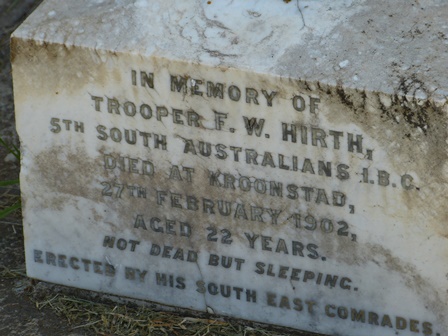 IN MEMORY OF
TROOPER F. W. HIRTH,
5TH SOUTH AUSTRALIANS I.B.C.
DIED AT KROONSTAD,
27TH FEBRUARY 1902,
AGED 22 YEARS.
NOT DEAD BUT SLEEPING.
ERECTED BY HIS SOUTH EAST COMRADES.